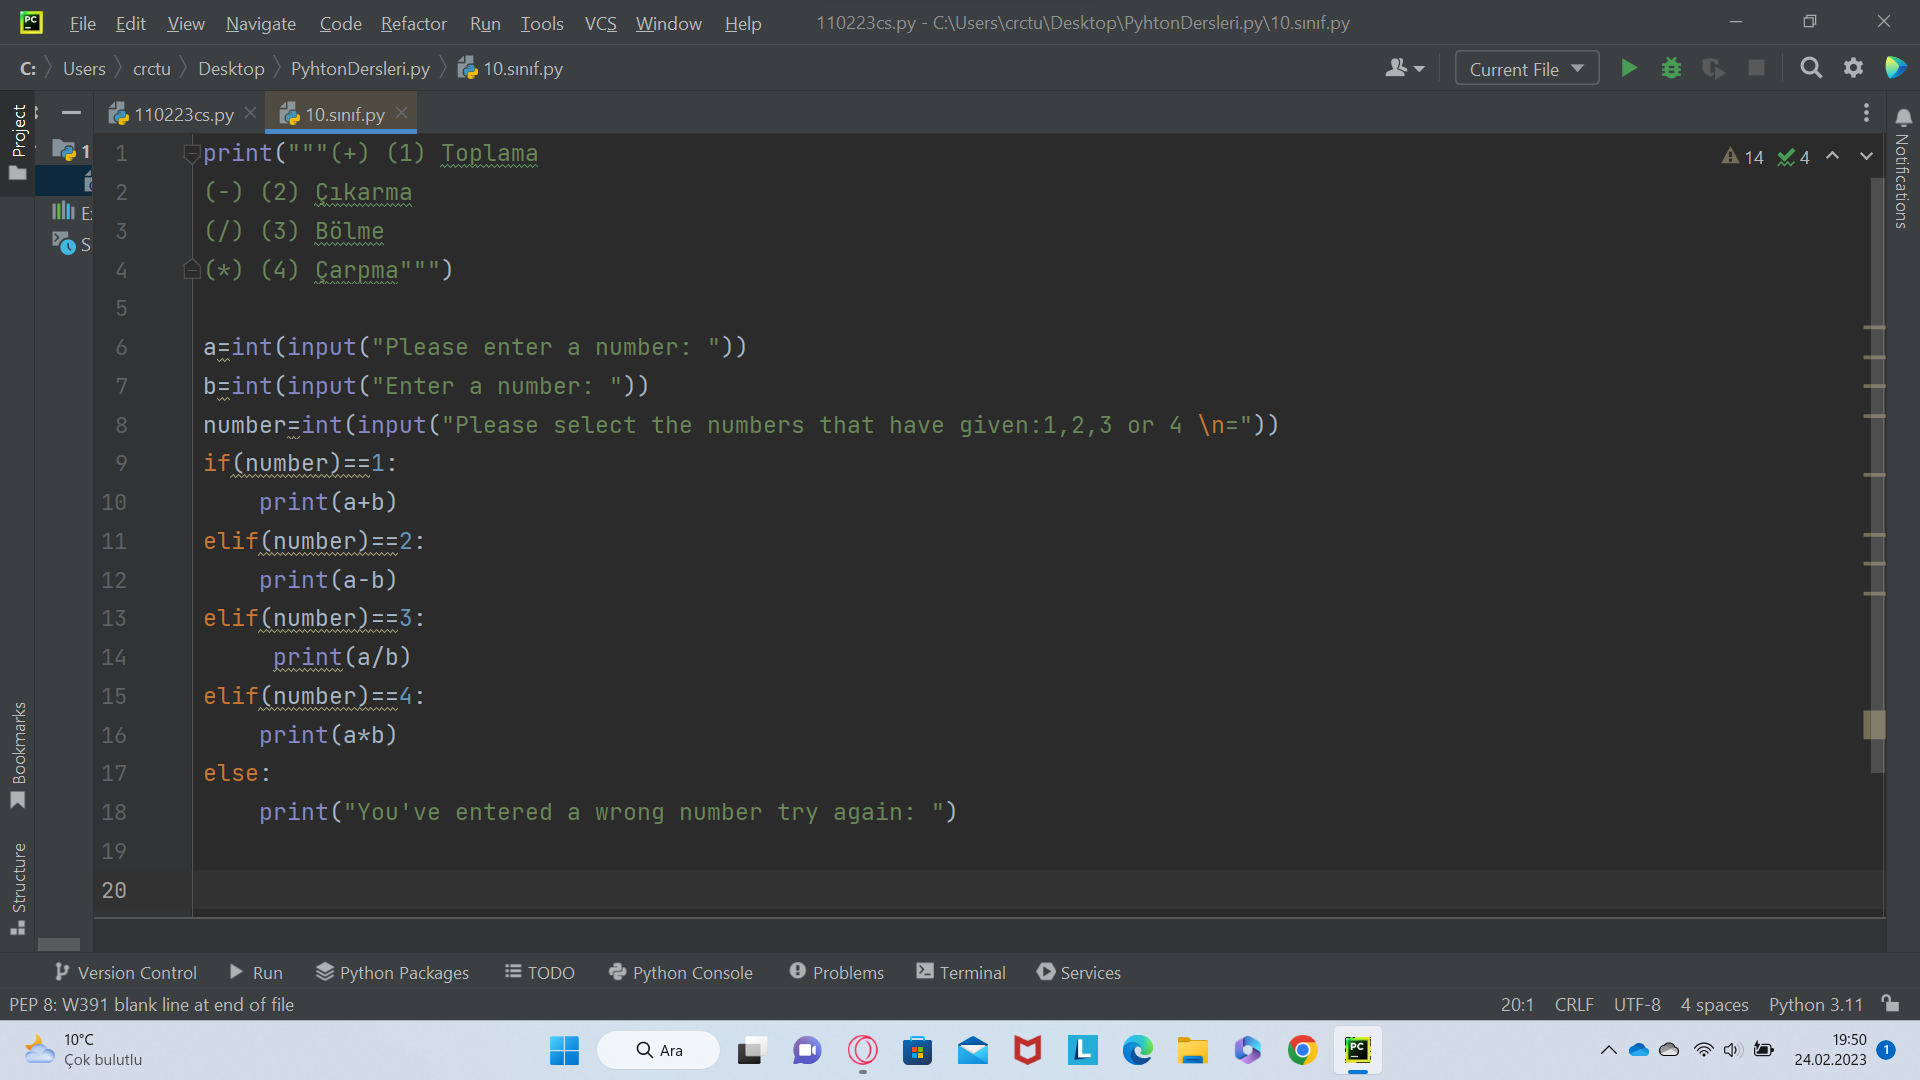 PC File Edit View Navigate Code Refactor Run Tools VCS Window Help 110223cs.py - C:\Users\crctu\Desktop\PyhtonDersleri.py\10.sınıf.py
C: Users crctu Desktop PyhtonDersleri.py 10.sınıf.py Current File
Project
110223cs.py 10.sınıf.py
1
14 4
Notifications
1 print("""(+) (1) Toplama
2 (-) (2) Çıkarma
3 (/) (3) Bölme
4 (*) (4) Çarpma""")
5
6 a=int(input("Please enter a number: "))
7 b=int(input("Enter a number: "))
8 number=int(input("Please select the numbers that have given:1,2,3 or 4 \n="))
9 if(number)==1:
10     print(a+b)
11 elif(number)==2:
12     print(a-b)
13 elif(number)==3:
14      print(a/b)
15 elif(number)==4:
16     print(a*b)
17 else:
18     print("You've entered a wrong number try again: ")
19
20
Bookmarks
Structure
Version Control Run Python Packages TODO Python Console Problems Terminal Services
PEP 8: W391 blank line at end of file 20:1 CRLF UTF-8 4 spaces Python 3.11
10°C
Çok bulutlu
Ara
L
PC
19:50
24.02.2023
1